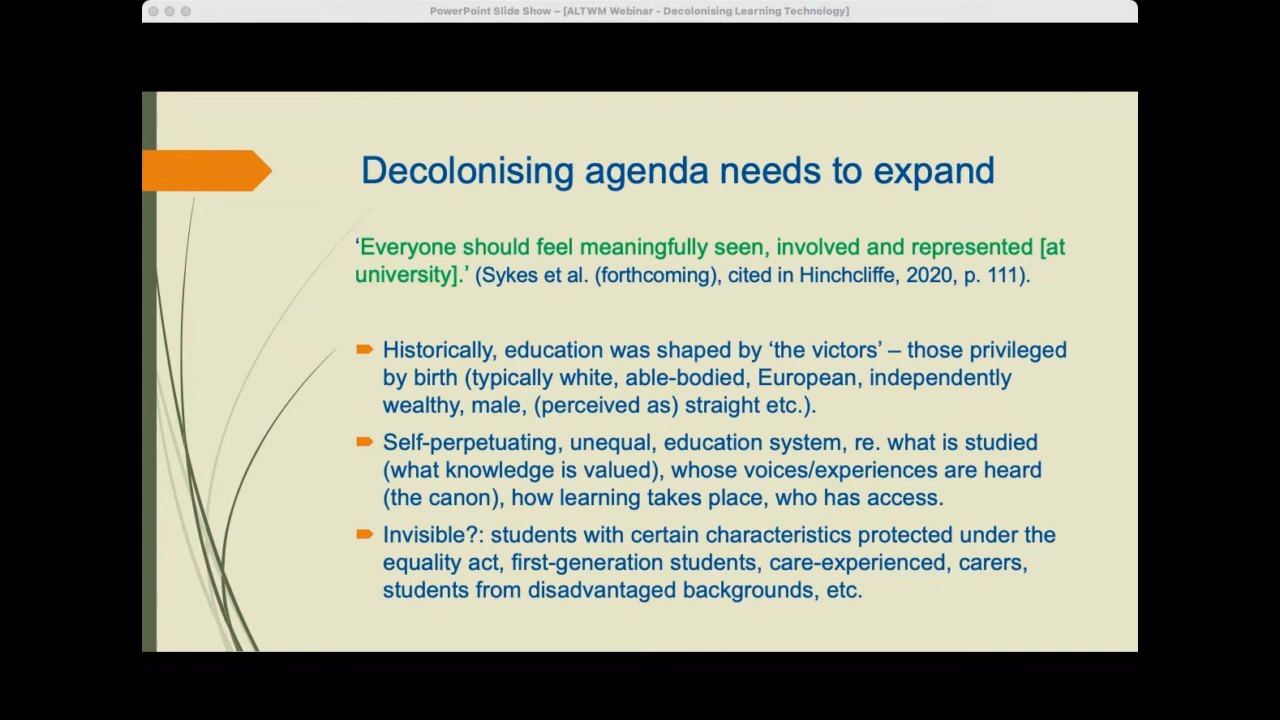 PowerPoint Slide Show – [ALTWM Webinar - Decolonising Learning Technology]
Decolonising agenda needs to expand
‘Everyone should feel meaningfully seen, involved and represented [at
university].’ (Sykes et al. (forthcoming), cited in Hinchcliffe, 2020, p. 111).
Historically, education was shaped by ‘the victors’ – those privileged
by birth (typically white, able-bodied, European, independently
wealthy, male, (perceived as) straight etc.).
Self-perpetuating, unequal, education system, re. what is studied
(what knowledge is valued), whose voices/experiences are heard
(the canon), how learning takes place, who has access.
Invisible?: students with certain characteristics protected under the
equality act, first-generation students, care-experienced, carers,
students from disadvantaged backgrounds, etc.